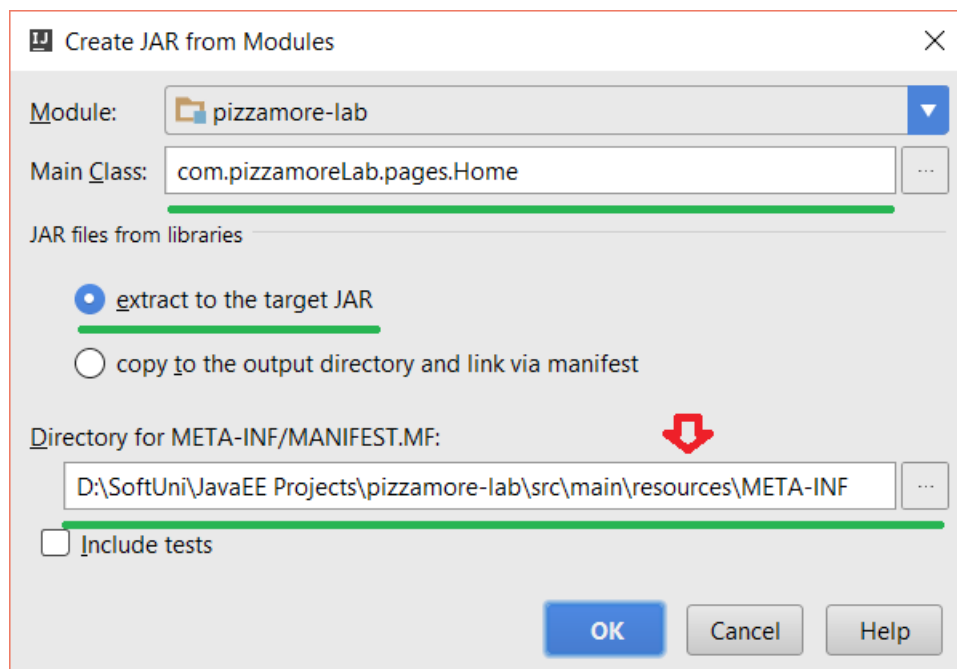 IJ Create JAR from Modules
Module: pizzamore-lab
Main Class: com.pizzamoreLab.pages.Home ...
JAR files from libraries
extract to the target JAR
copy to the output directory and link via manifest
Directory for META-INF/MANIFEST.MF:
D:\SoftUni\JavaEE Projects\pizzamore-lab\src\main\resources\META-INF ...
Include tests
OK Cancel Help